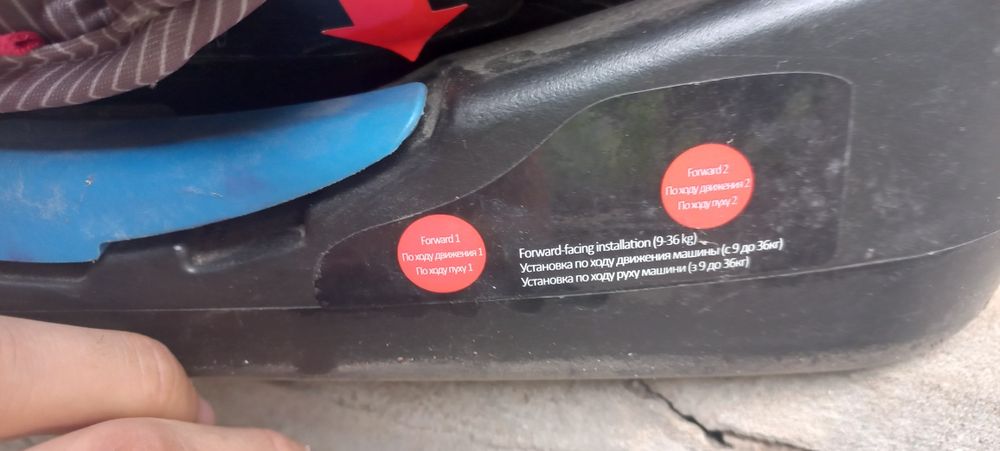 Forward 2
По ходу движения 2
По ходу пуху 2
Forward 1
По ходу движения 1
По ходу пуху 1
Forward-facing installation (9-36 kg)
Установка по ходу движения машины (с 9 до 36кг)
Установка по ходу руху машини (з 9 до 36кг)